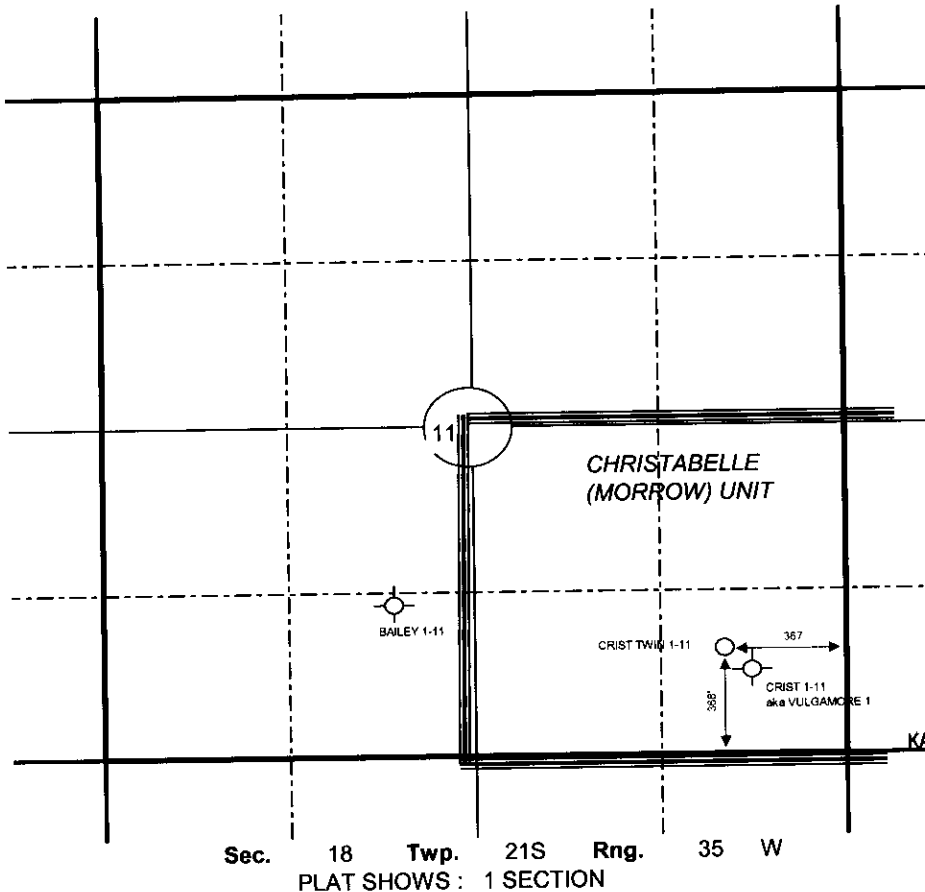 11
CHRISTABELLE
(MORROW) UNIT
BAILEY 1-11
CRIST TWIN 1-11
367
368'
CRIST 1-11
aka VULGAMORE 1
KA
Sec. 18 Twp. 21S Rng. 35 W
PLAT SHOWS : 1 SECTION